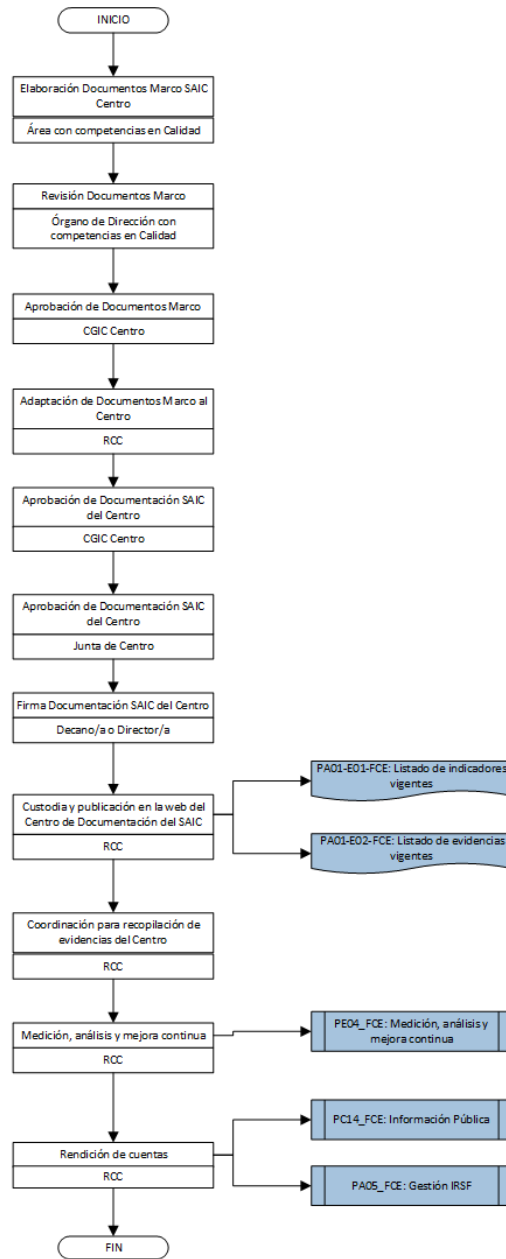 INICIO
Elaboración Documentos Marco SAIC
Centro
Área con competencias en Calidad
Revisión Documentos Marco
Órgano de Dirección con
competencias en Calidad
Aprobación de Documentos Marco
CGIC Centro
Adaptación de Documentos Marco al
Centro
RCC
Aprobación de Documentación SAIC
del Centro
CGIC Centro
Aprobación de Documentación SAIC
del Centro
Junta de Centro
Firma Documentación SAIC del Centro
Decano/a o Director/a
PA01-E01-FCE: Listado de indicadores
vigentes
Custodia y publicación en la web del
Centro de Documentación del SAIC
RCC
PA01-E02-FCE: Listado de evidencias
vigentes
Coordinación para recopilación de
evidencias del Centro
RCC
Medición, análisis y mejora continua
RCC
PE04_FCE: Medición, análisis y
mejora continua
PC14_FCE: Información Pública
Rendición de cuentas
RCC
PA05_FCE: Gestión IRSF
FIN